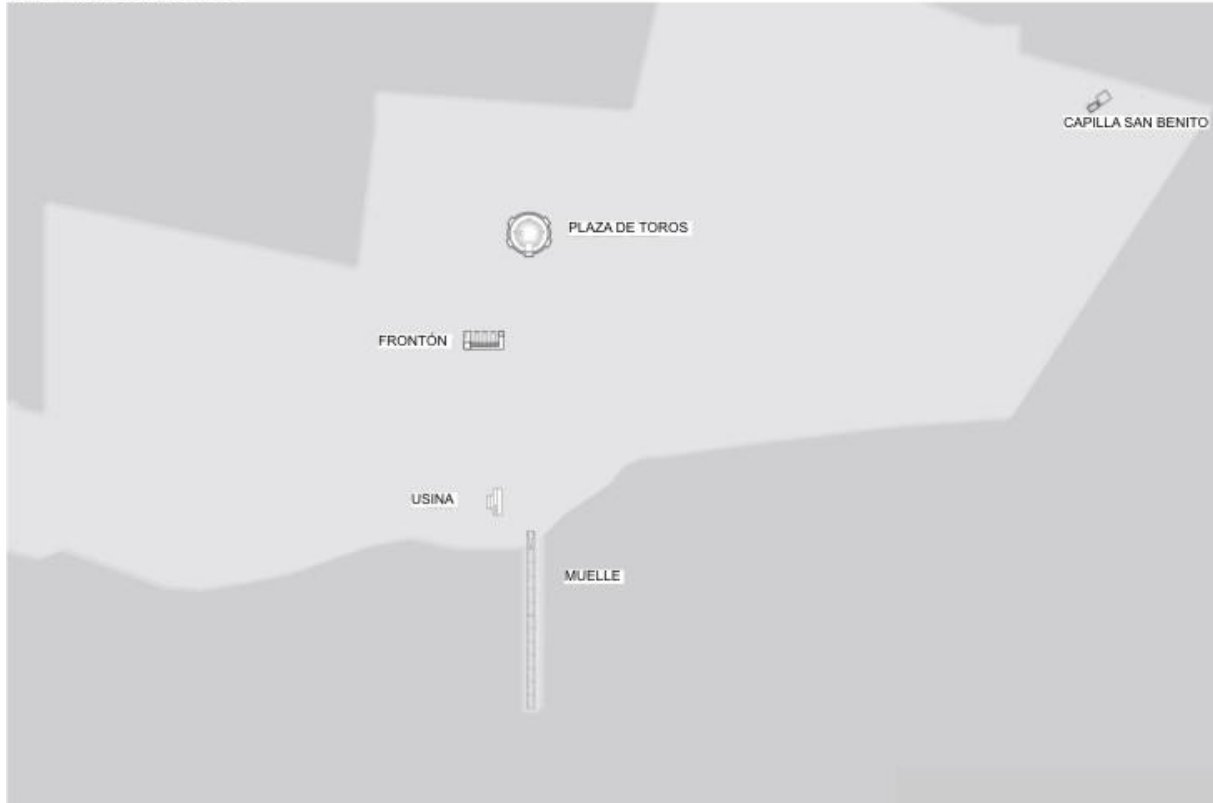 CAPILLA SAN BENITO
PLAZA DE TOROS
FRONTÓN
USINA
MUELLE